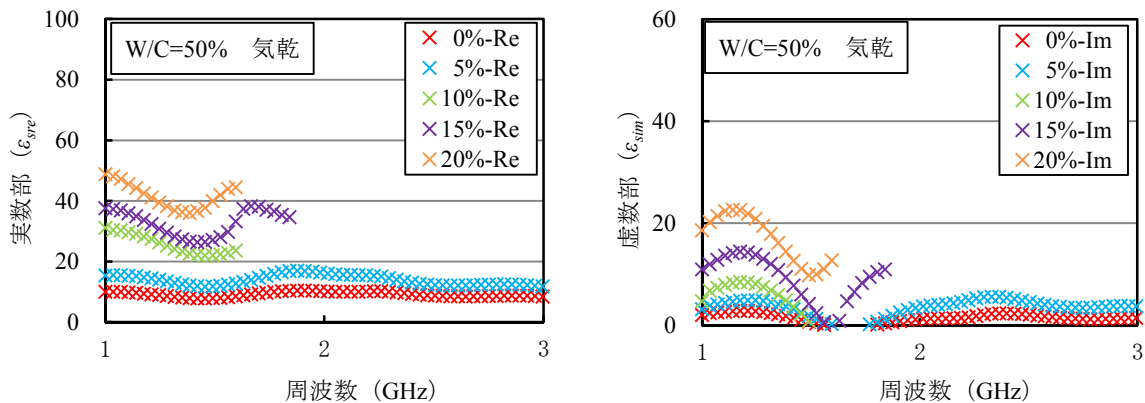 100
80
60
40
20
0
実数部（εsre）
W/C=50%　気乾
0%-Re
5%-Re
10%-Re
15%-Re
20%-Re
1
2
3
周波数（GHz）
60
40
20
0
虚数部（εsim）
W/C=50%　気乾
0%-Im
5%-Im
10%-Im
15%-Im
20%-Im
1
2
3
周波数（GHz）